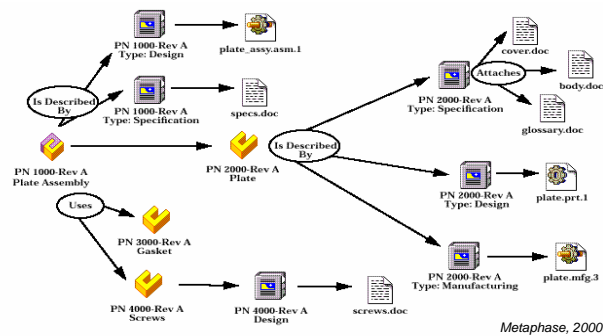 PN 1000-Rev A
Type: Design
plate_assy.asm.1
Is Described
By
PN 1000-Rev A
Type: Specification
specs.doc
PN 1000-Rev A
Plate Assembly
PN 2000-Rev A
Plate
Uses
PN 3000-Rev A
Gasket
PN 4000-Rev A
Screws
PN 4000-Rev A
Design
screws.doc
Is Described
By
PN 2000-Rev A
Type: Specification
Attaches
cover.doc
body.doc
glossary.doc
PN 2000-Rev A
Type: Design
plate.prt.1
PN 2000-Rev A
Type: Manufacturing
plate.mfg.3
Metaphase, 2000